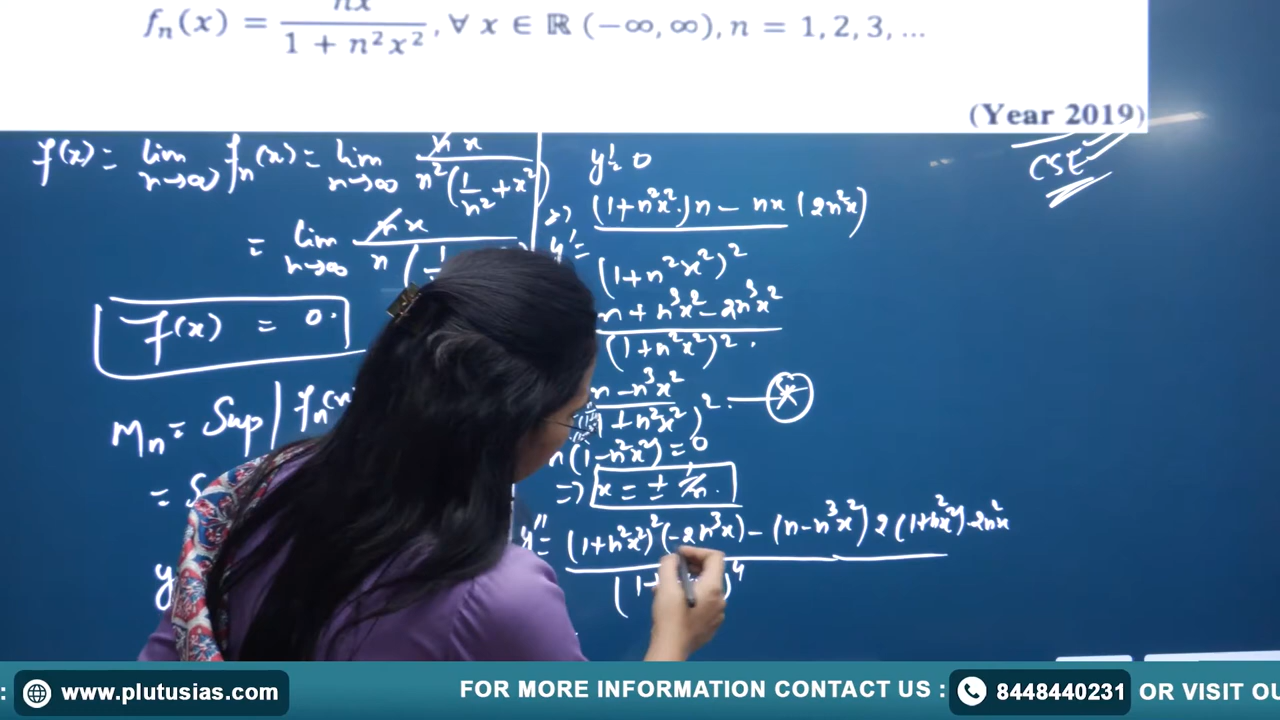 fₙ(x) = nx / (1 + n²x²), ∀ x ∈ ℝ (−∞, ∞), n = 1, 2, 3, ...
(Year 2019)
CSE
f(x) = lim n→∞ fₙ(x) = lim n→∞ nx / n²(1/n² + x²)
= lim n→∞ nx / n(1/
f(x) = 0.
Mₙ = Sup | fₙ(x
= S
y
y' = 0
y' = (1+n²x²)n − nx (2n²x) / (1+n²x²)²
n + n³x² − 2n³x² / (1+n²x²)².
n − n³x² / 1+n²x²)². — *
n(1−n²x²) = 0
=) x = ± 1/n.
y'' = (1+n²x²)²(−2n³x) − (n−n³x²) 2(1+n²x²) 2n²x / (1+ )⁴
: www.plutusias.com
FOR MORE INFORMATION CONTACT US : 8448440231 OR VISIT OU